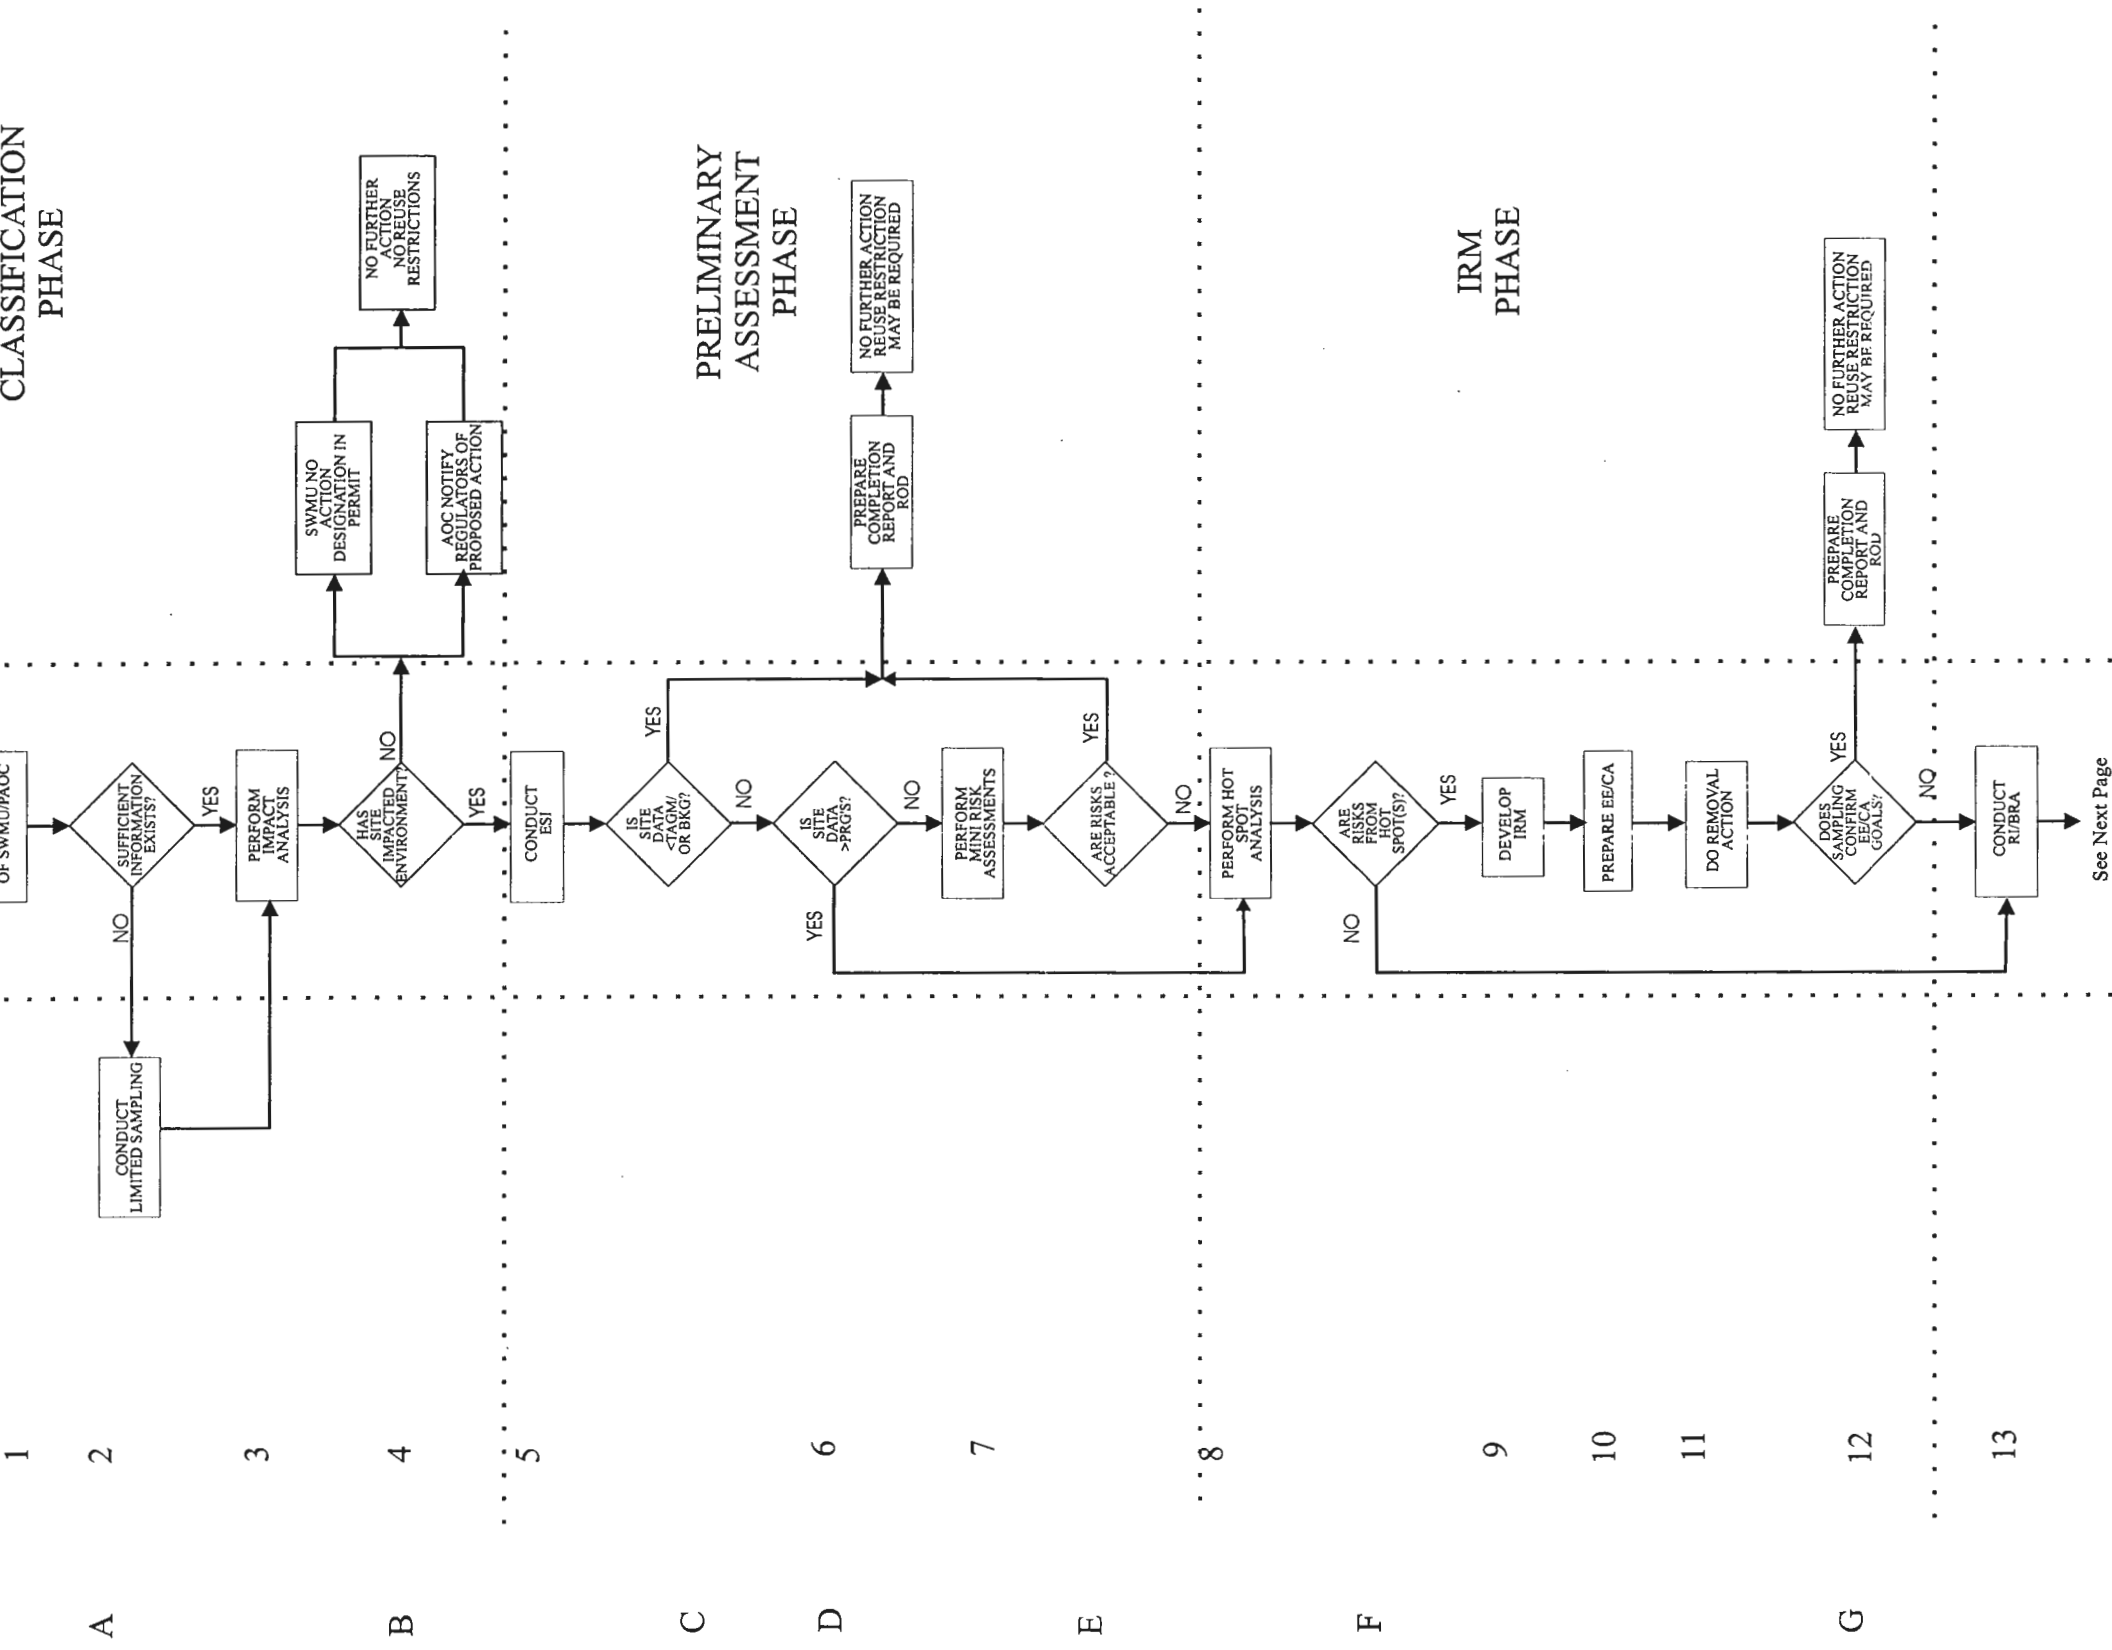 CLASSIFICATION
PHASE
OF SWMU/PAOC
1
A
2
SUFFICIENT
INFORMATION
EXISTS?
NO
YES
CONDUCT
LIMITED SAMPLING
3
PERFORM
IMPACT
ANALYSIS
B
4
HAS
SITE
IMPACTED
ENVIRONMENT?
NO
YES
SWMU NO
ACTION
DESIGNATION IN
PERMIT
AOC NOTIFY
REGULATORS OF
PROPOSED ACTION
NO FURTHER
ACTION
NO REUSE
RESTRICTIONS
PRELIMINARY
ASSESSMENT
PHASE
5
CONDUCT
ESI
C
IS
SITE
DATA
<TAGM/
OR BKG?
YES
NO
D
6
IS
SITE
DATA
>PRG'S?
YES
NO
PREPARE
COMPLETION
REPORT AND
ROD
NO FURTHER ACTION
REUSE RESTRICTION
MAY BE REQUIRED
7
PERFORM
MINI RISK
ASSESSMENTS
E
ARE RISKS
ACCEPTABLE ?
YES
NO
IRM
PHASE
8
PERFORM HOT
SPOT
ANALYSIS
F
ARE
RISKS
FROM
HOT
SPOT(S)?
NO
YES
9
DEVELOP
IRM
10
PREPARE EE/CA
11
DO REMOVAL
ACTION
G
12
DOES
SAMPLING
CONFIRM
EE/CA
GOALS?
YES
NO
PREPARE
COMPLETION
REPORT AND
ROD
NO FURTHER ACTION
REUSE RESTRICTION
MAY BE REQUIRED
13
CONDUCT
RI/BRA
See Next Page